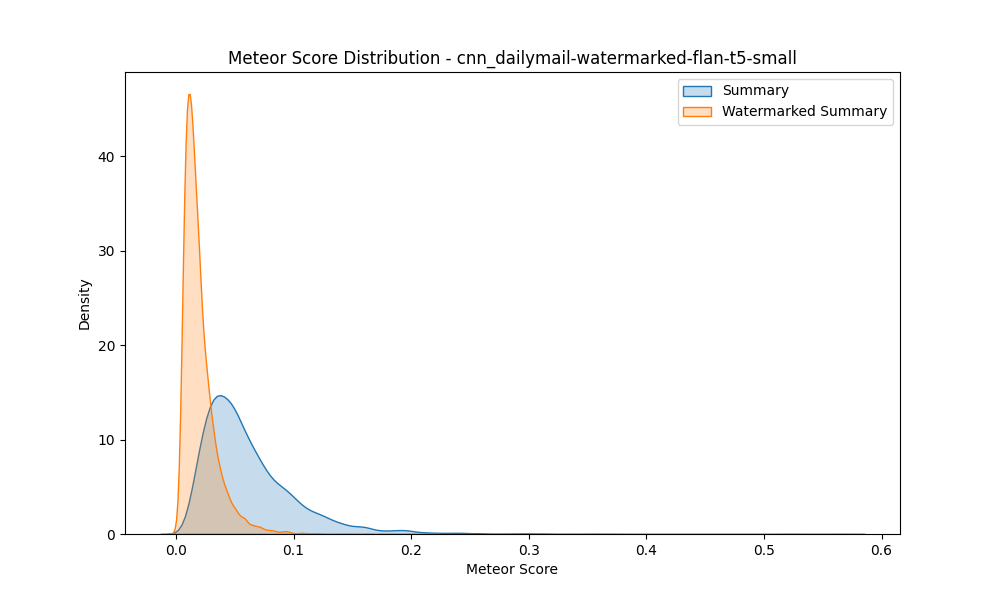 Meteor Score Distribution - cnn_dailymail-watermarked-flan-t5-small
Summary
Watermarked Summary
Density
40
30
20
10
0
0.0 0.1 0.2 0.3 0.4 0.5 0.6
Meteor Score